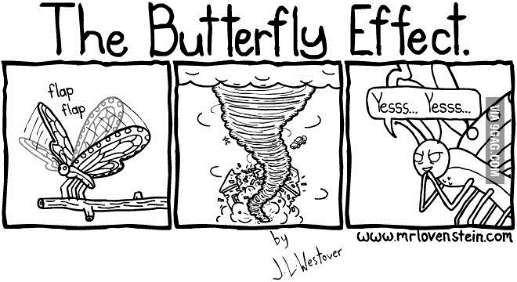 The Butterfly Effect.
flap
flap
Yesss... Yesss...
VIA 9GAG.COM
by
J.L.Westover
www.mrlovenstein.com